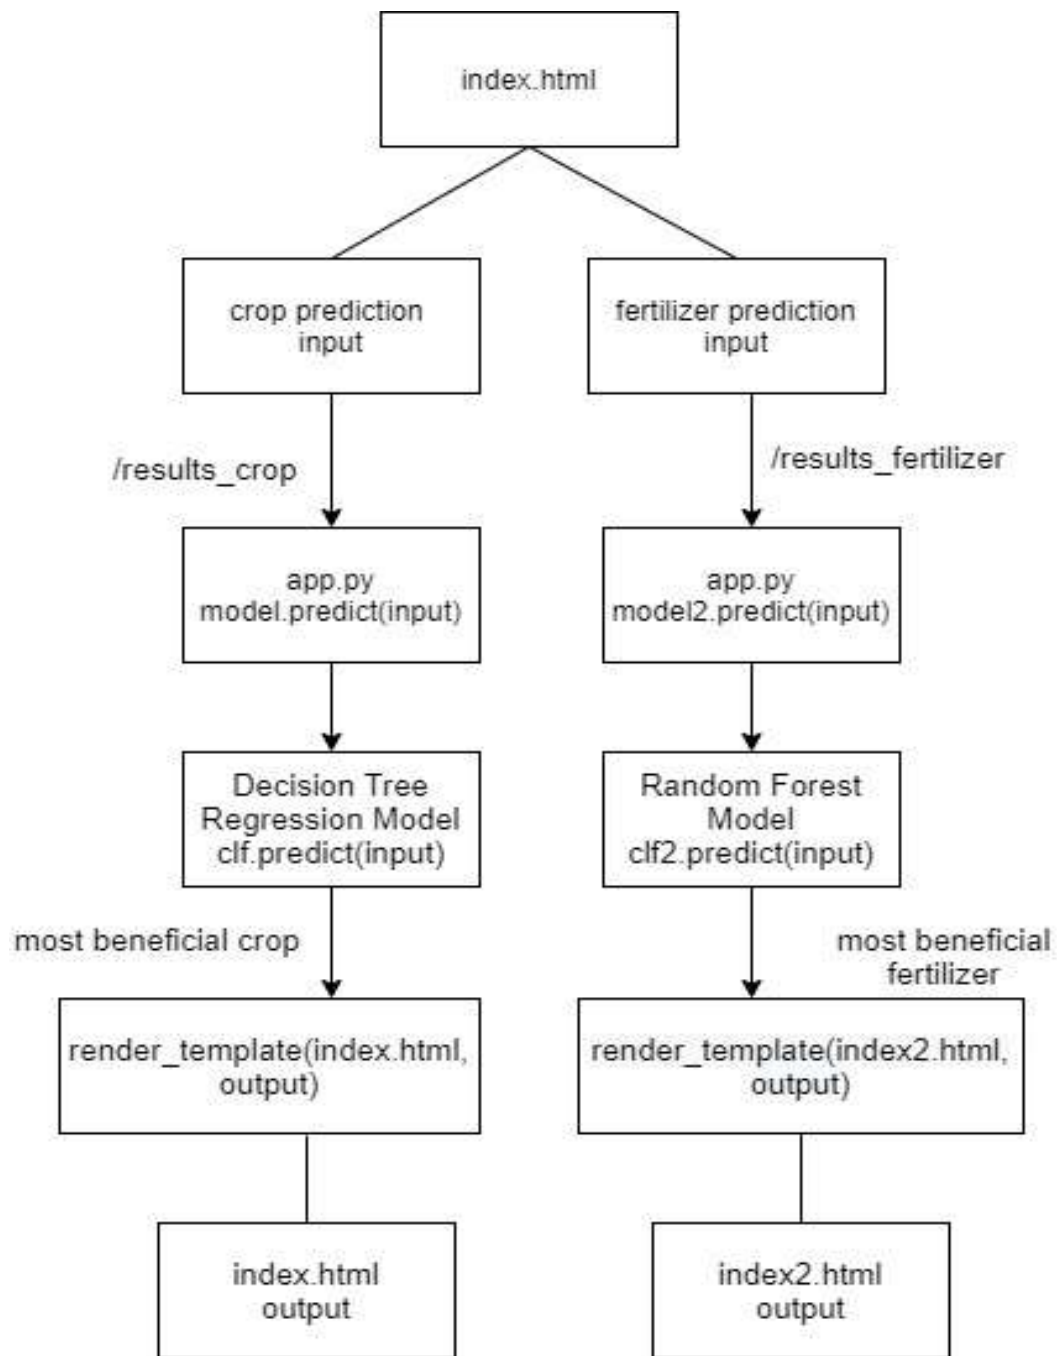 index.html
crop prediction
input
fertilizer prediction
input
/results_crop
/results_fertilizer
app.py
model.predict(input)
app.py
model2.predict(input)
Decision Tree
Regression Model
clf.predict(input)
Random Forest
Model
clf2.predict(input)
most beneficial crop
most beneficial
fertilizer
render_template(index.html,
output)
render_template(index2.html,
output)
index.html
output
index2.html
output